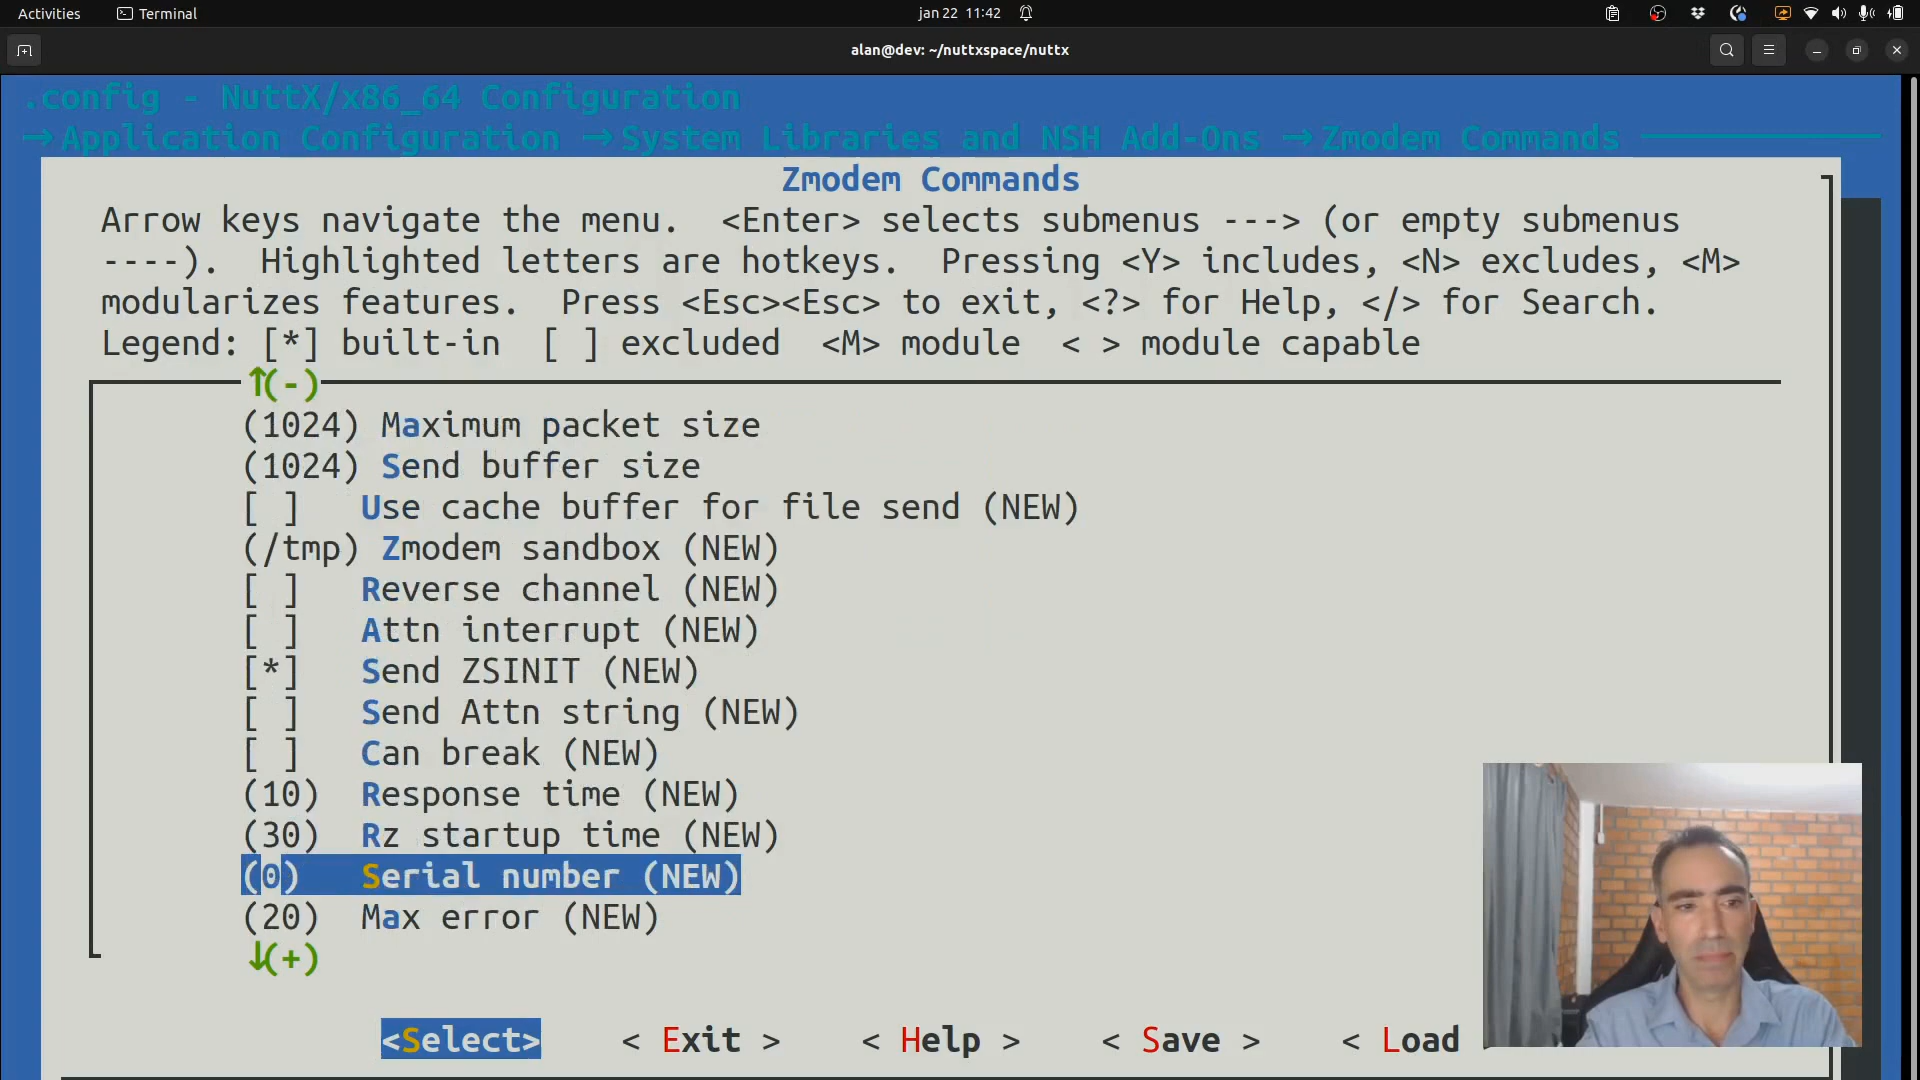 Activities Terminal jan 22 11:42
alan@dev: ~/nuttxspace/nuttx
.config - NuttX/x86_64 Configuration
→Application Configuration →System Libraries and NSH Add-Ons →Zmodem Commands
Zmodem Commands
Arrow keys navigate the menu. <Enter> selects submenus ---> (or empty submenus
----). Highlighted letters are hotkeys. Pressing <Y> includes, <N> excludes, <M>
modularizes features. Press <Esc><Esc> to exit, <?> for Help, </> for Search.
Legend: [*] built-in [ ] excluded <M> module < > module capable
↑(-)
(1024) Maximum packet size
(1024) Send buffer size
[ ] Use cache buffer for file send (NEW)
(/tmp) Zmodem sandbox (NEW)
[ ] Reverse channel (NEW)
[ ] Attn interrupt (NEW)
[*] Send ZSINIT (NEW)
[ ] Send Attn string (NEW)
[ ] Can break (NEW)
(10) Response time (NEW)
(30) Rz startup time (NEW)
(0) Serial number (NEW)
(20) Max error (NEW)
↓(+)
<Select> < Exit > < Help > < Save > < Load